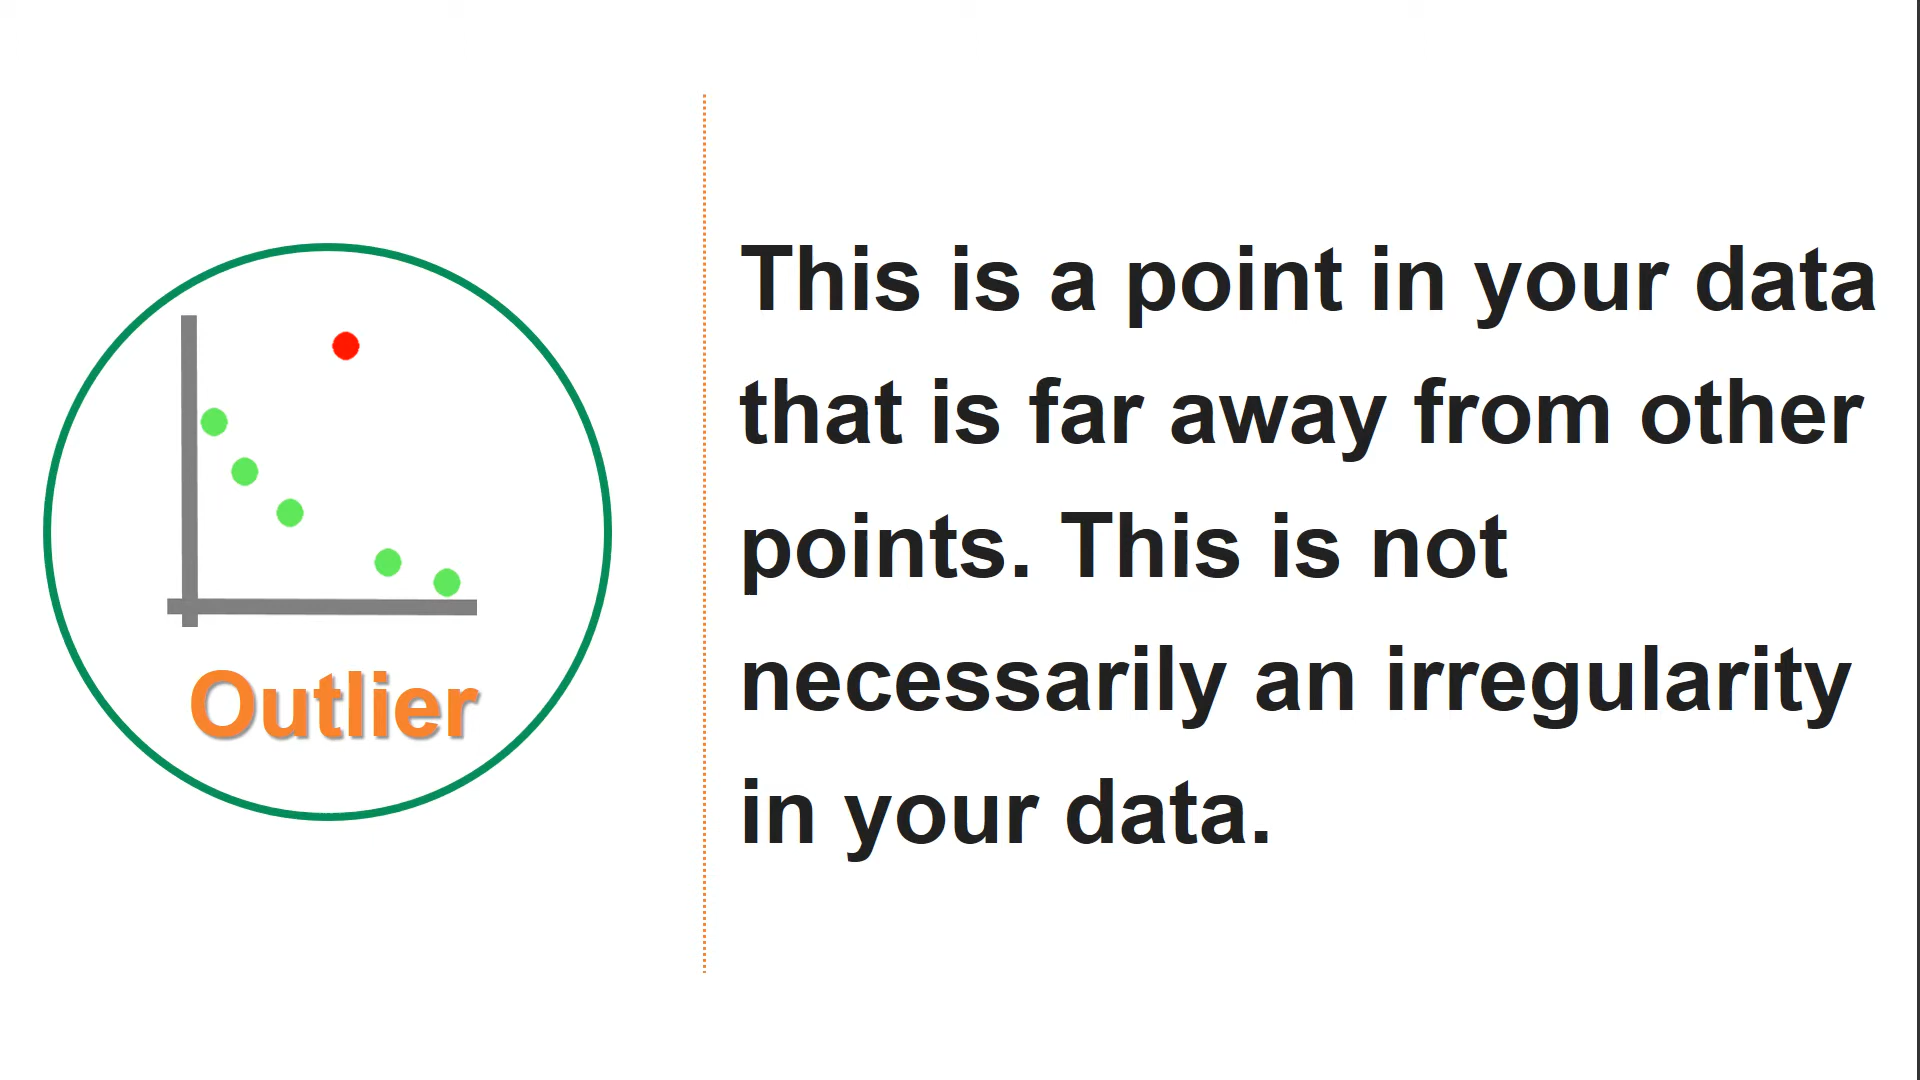 Outlier
This is a point in your data
that is far away from other
points. This is not
necessarily an irregularity
in your data.